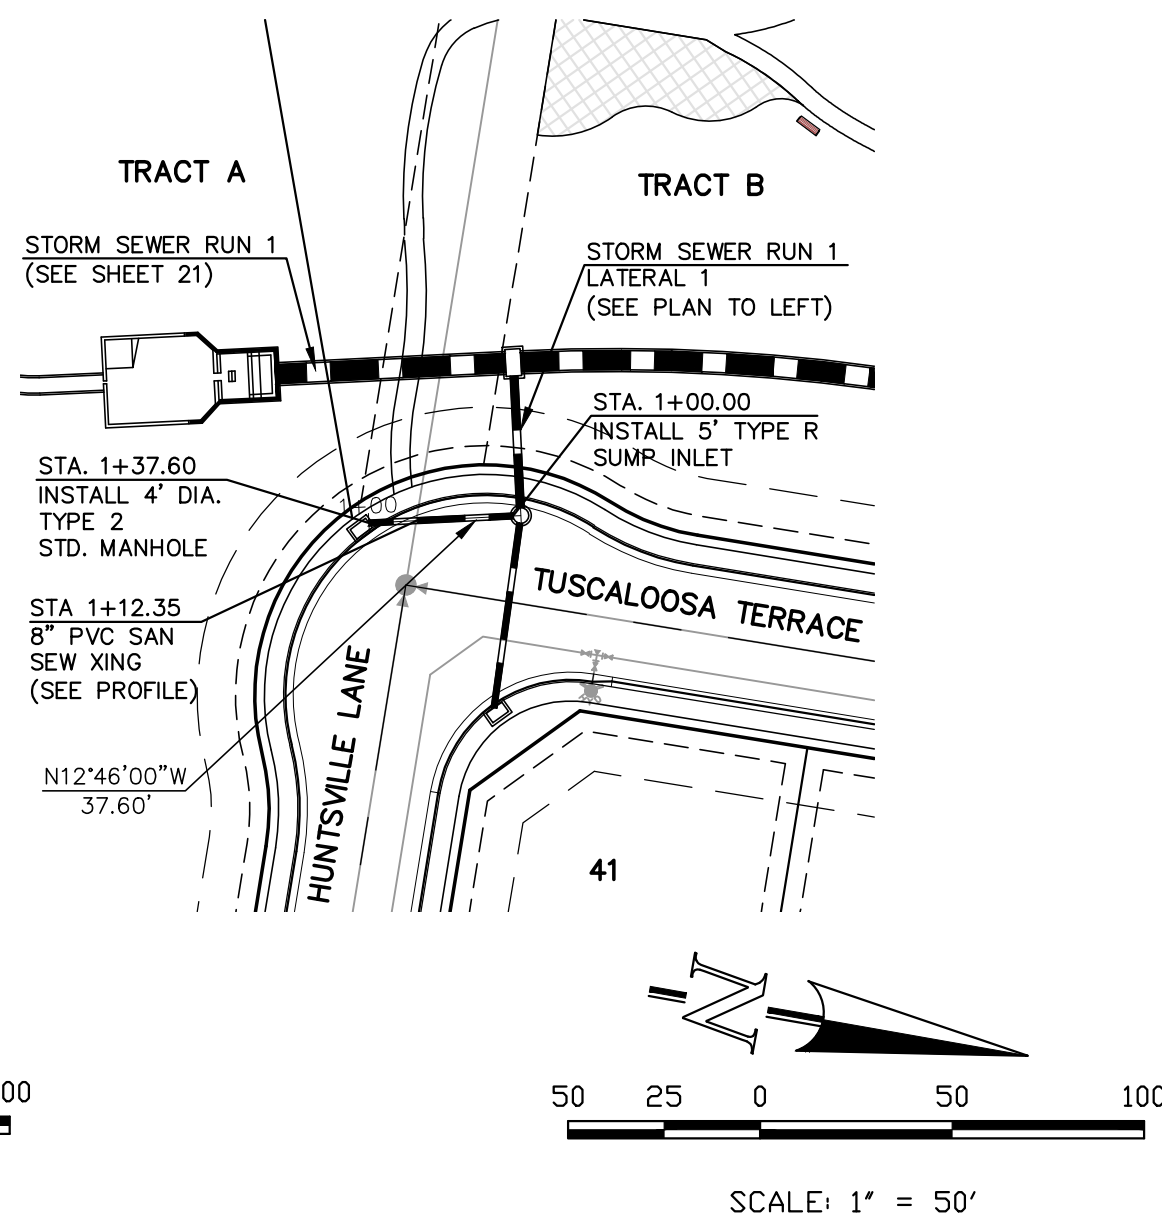 TRACT A
TRACT B
STORM SEWER RUN 1
(SEE SHEET 21)
STORM SEWER RUN 1
LATERAL 1
(SEE PLAN TO LEFT)
STA. 1+00.00
INSTALL 5' TYPE R
SUMP INLET
STA. 1+37.60
INSTALL 4' DIA.
TYPE 2
STD. MANHOLE
STA 1+12.35
8" PVC SAN
SEW XING
(SEE PROFILE)
TUSCALOOSA TERRACE
HUNTSVILLE LANE
N12°46'00"W
37.60'
41
N
00
50 25 0 50 100
SCALE: 1" = 50'